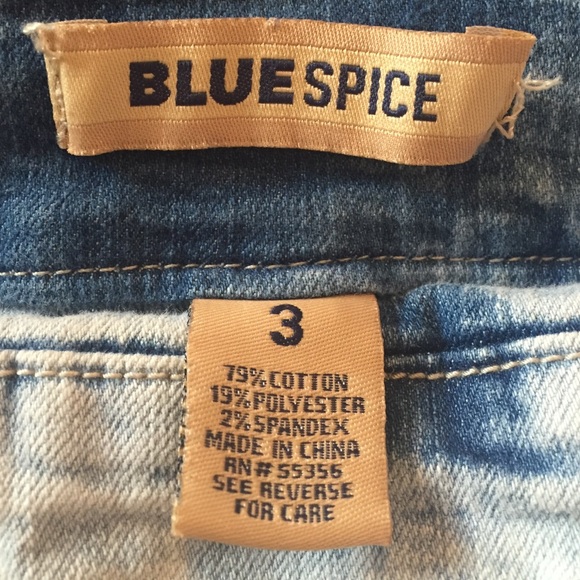 BLUESPICE
3
79% COTTON
19% POLYESTER
2% SPANDEX
MADE IN CHINA
RN# 55356
SEE REVERSE
FOR CARE